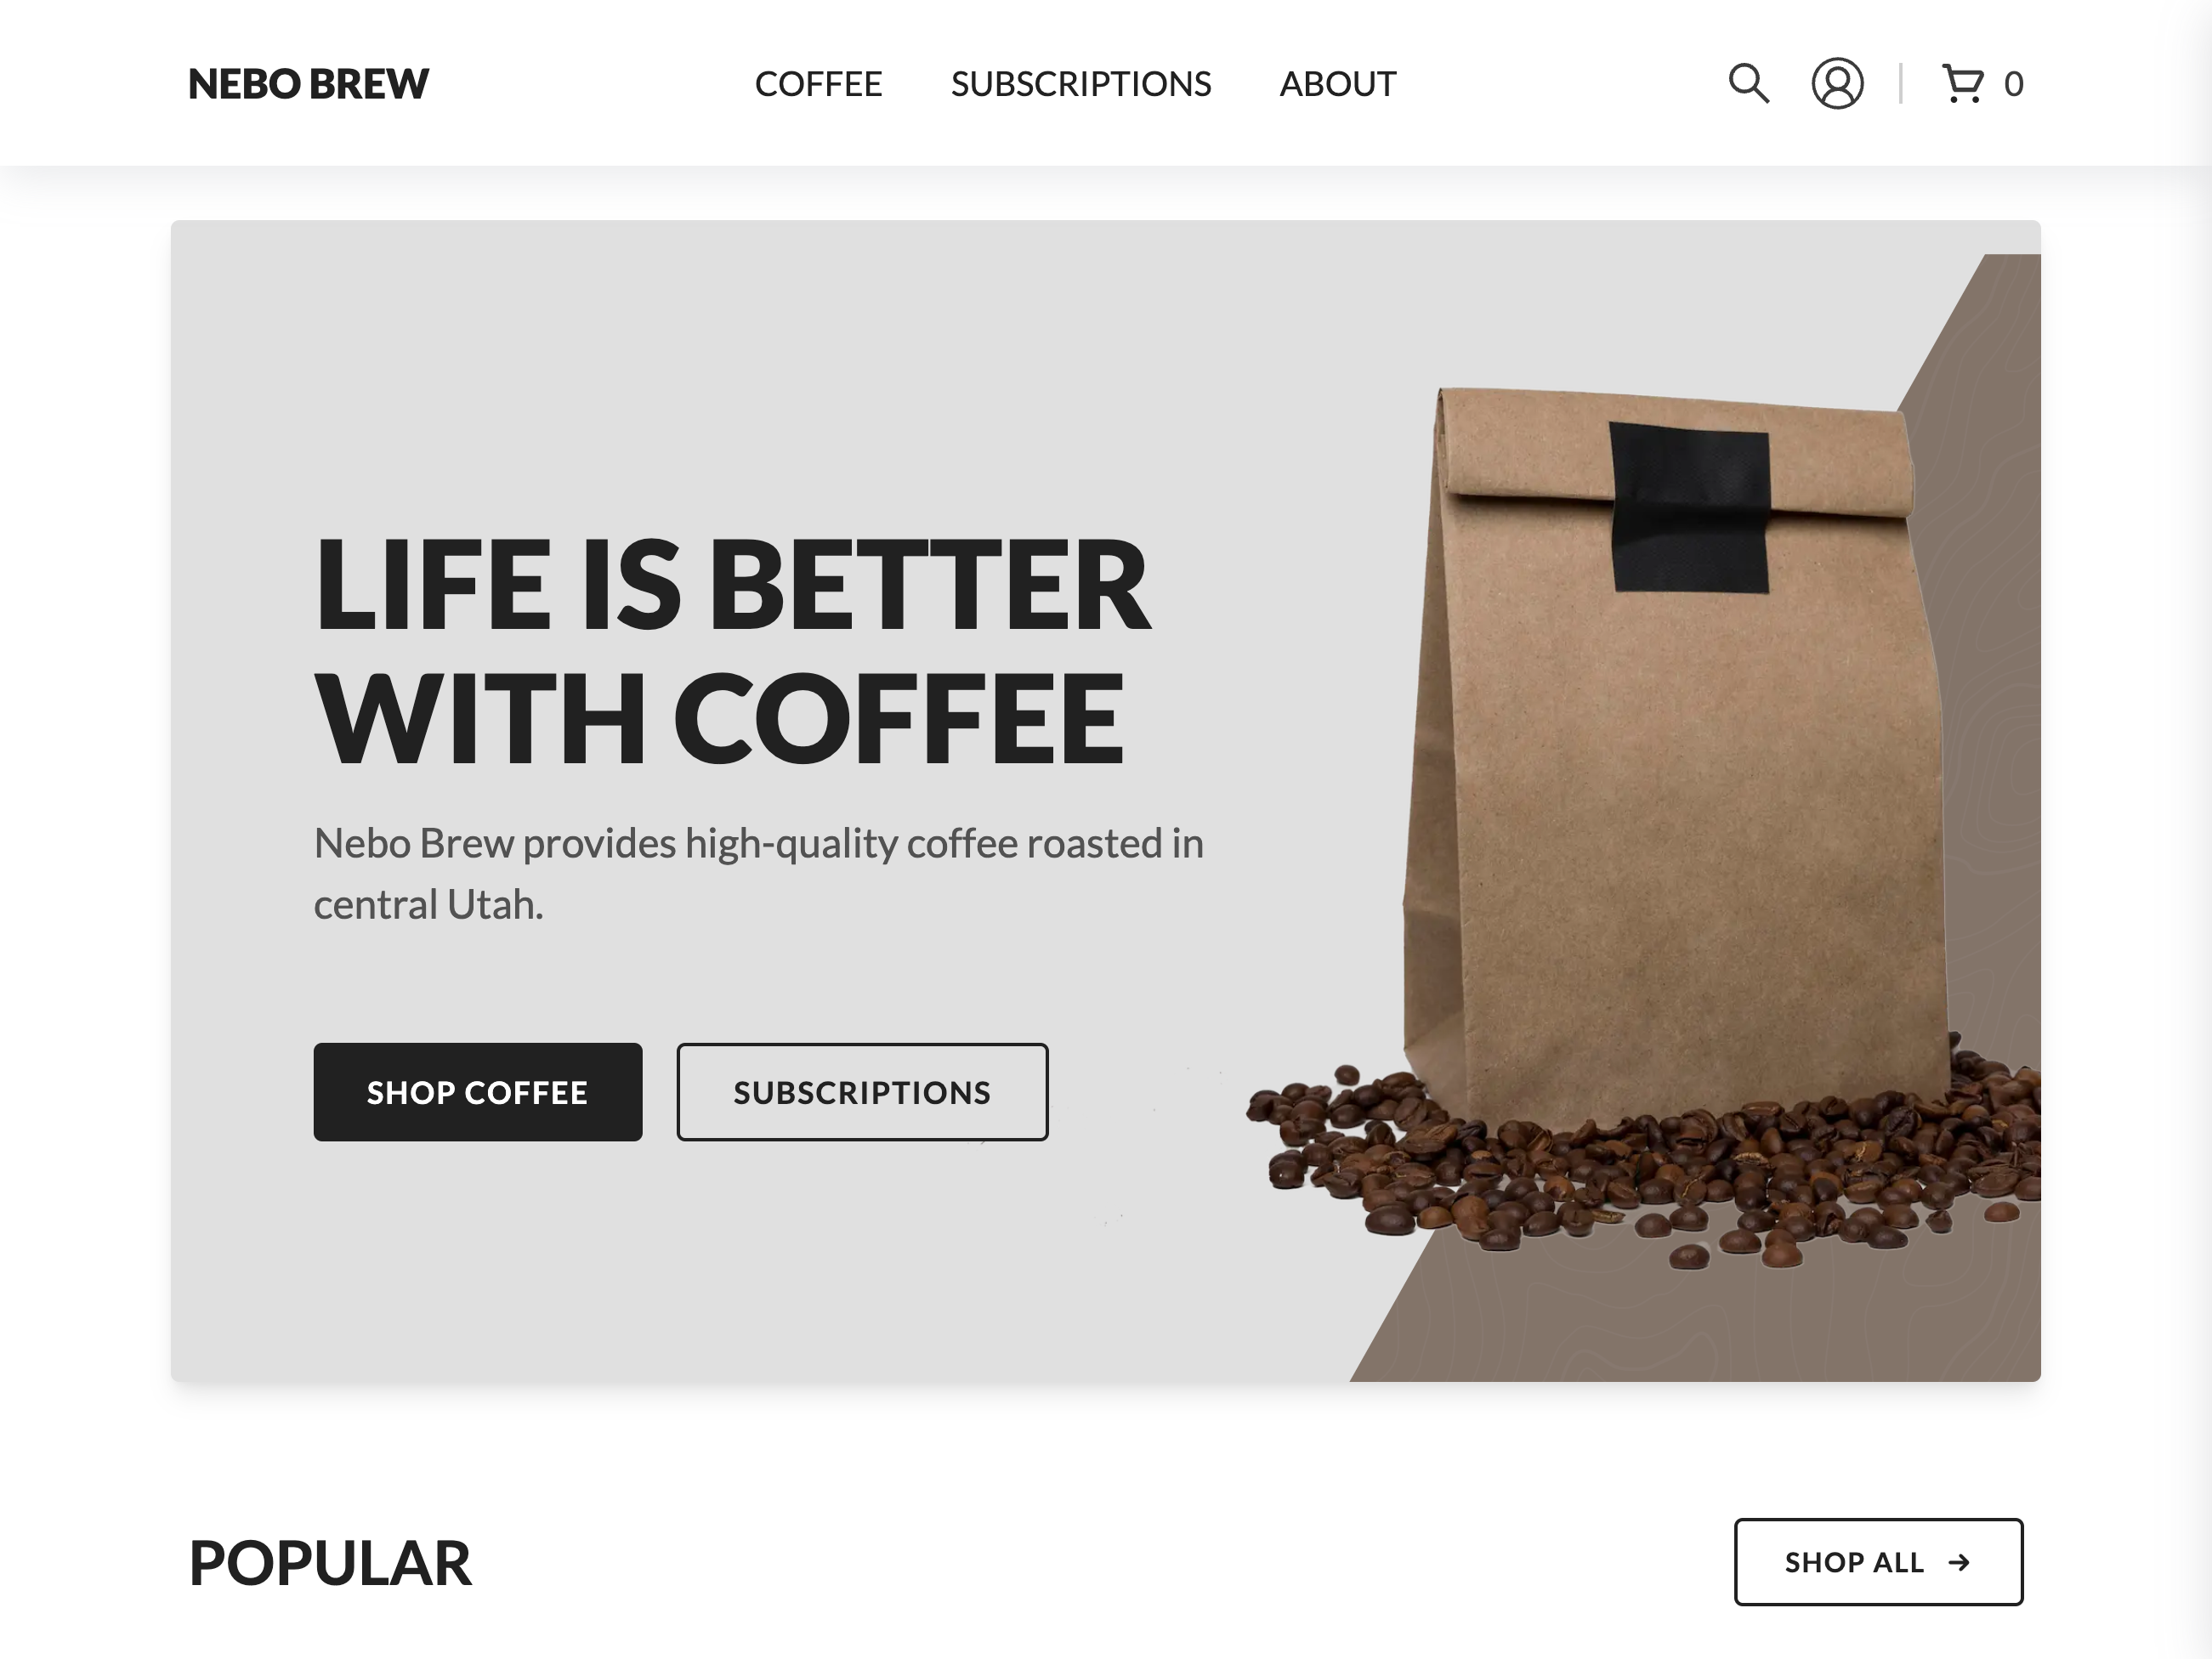 NEBO BREW
COFFEE SUBSCRIPTIONS ABOUT
0
LIFE IS BETTER
WITH COFFEE
Nebo Brew provides high-quality coffee roasted in
central Utah.
SHOP COFFEE
SUBSCRIPTIONS
POPULAR
SHOP ALL →